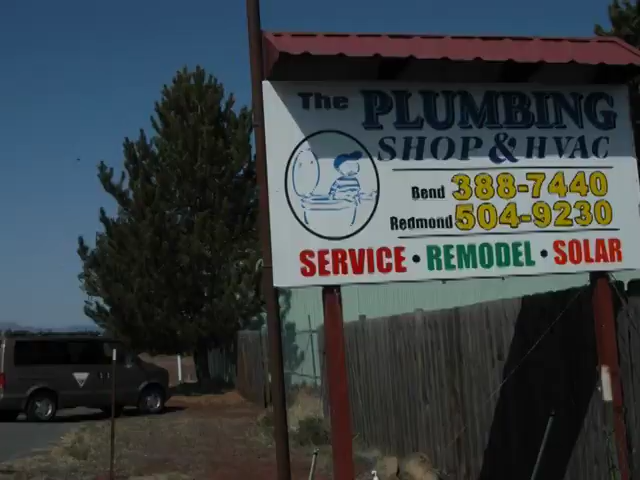 The PLUMBING
SHOP & HVAC
Bend 388-7440
Redmond 504-9230
SERVICE • REMODEL • SOLAR